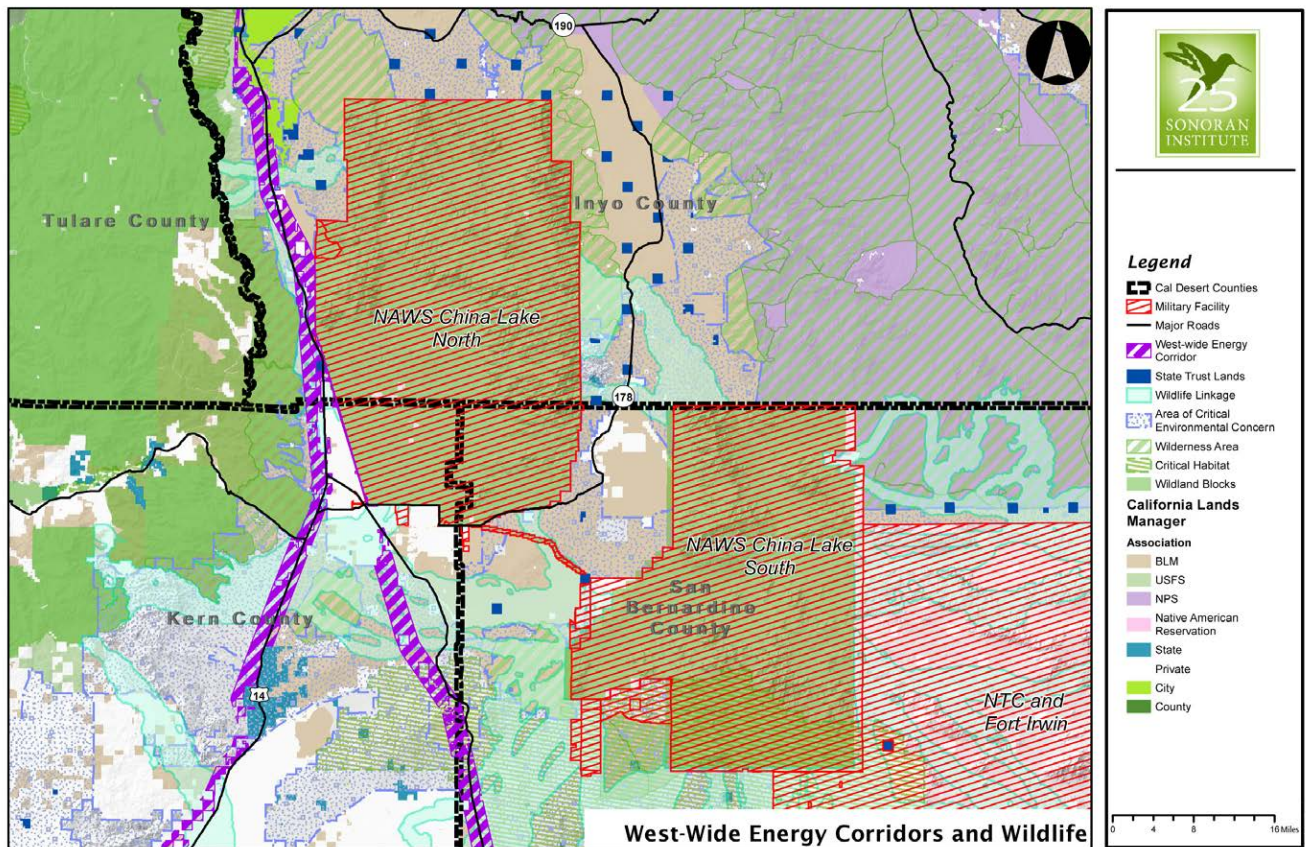 190
Tulare County
Inyo County
NAWS China Lake
North
178
NAWS China Lake
South
San
Bernardino
County
Kern County
14
NTC and
Fort Irwin
West-Wide Energy Corridors and Wildlife
25
SONORAN
INSTITUTE
Legend
Cal Desert Counties
Military Facility
Major Roads
West-wide Energy
Corridor
State Trust Lands
Wildlife Linkage
Area of Critical
Environmental Concern
Wilderness Area
Critical Habitat
Wildland Blocks
California Lands
Manager
Association
BLM
USFS
NPS
Native American
Reservation
State
Private
City
County
0 4 8 16 Miles